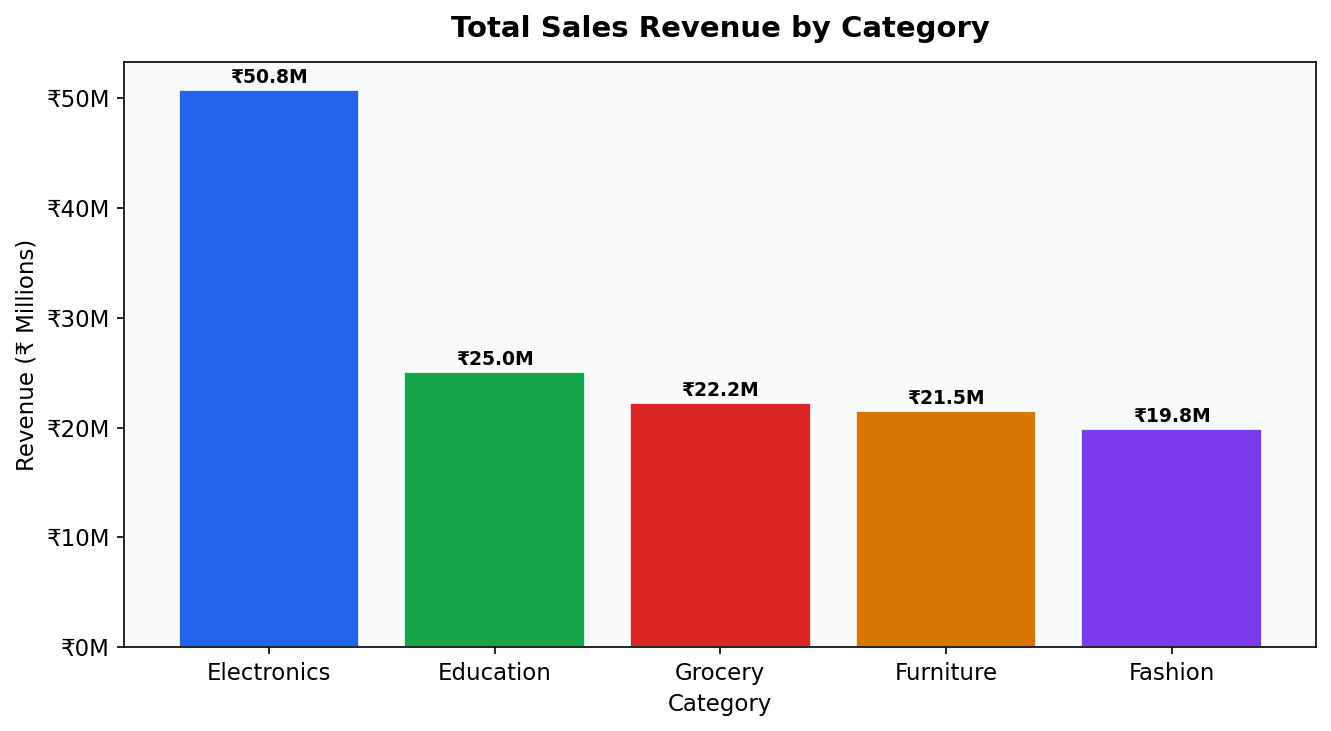 Total Sales Revenue by Category
Revenue (₹ Millions)
₹50M
₹40M
₹30M
₹20M
₹10M
₹0M
₹50.8M
₹25.0M
₹22.2M
₹21.5M
₹19.8M
Electronics
Education
Grocery
Furniture
Fashion
Category